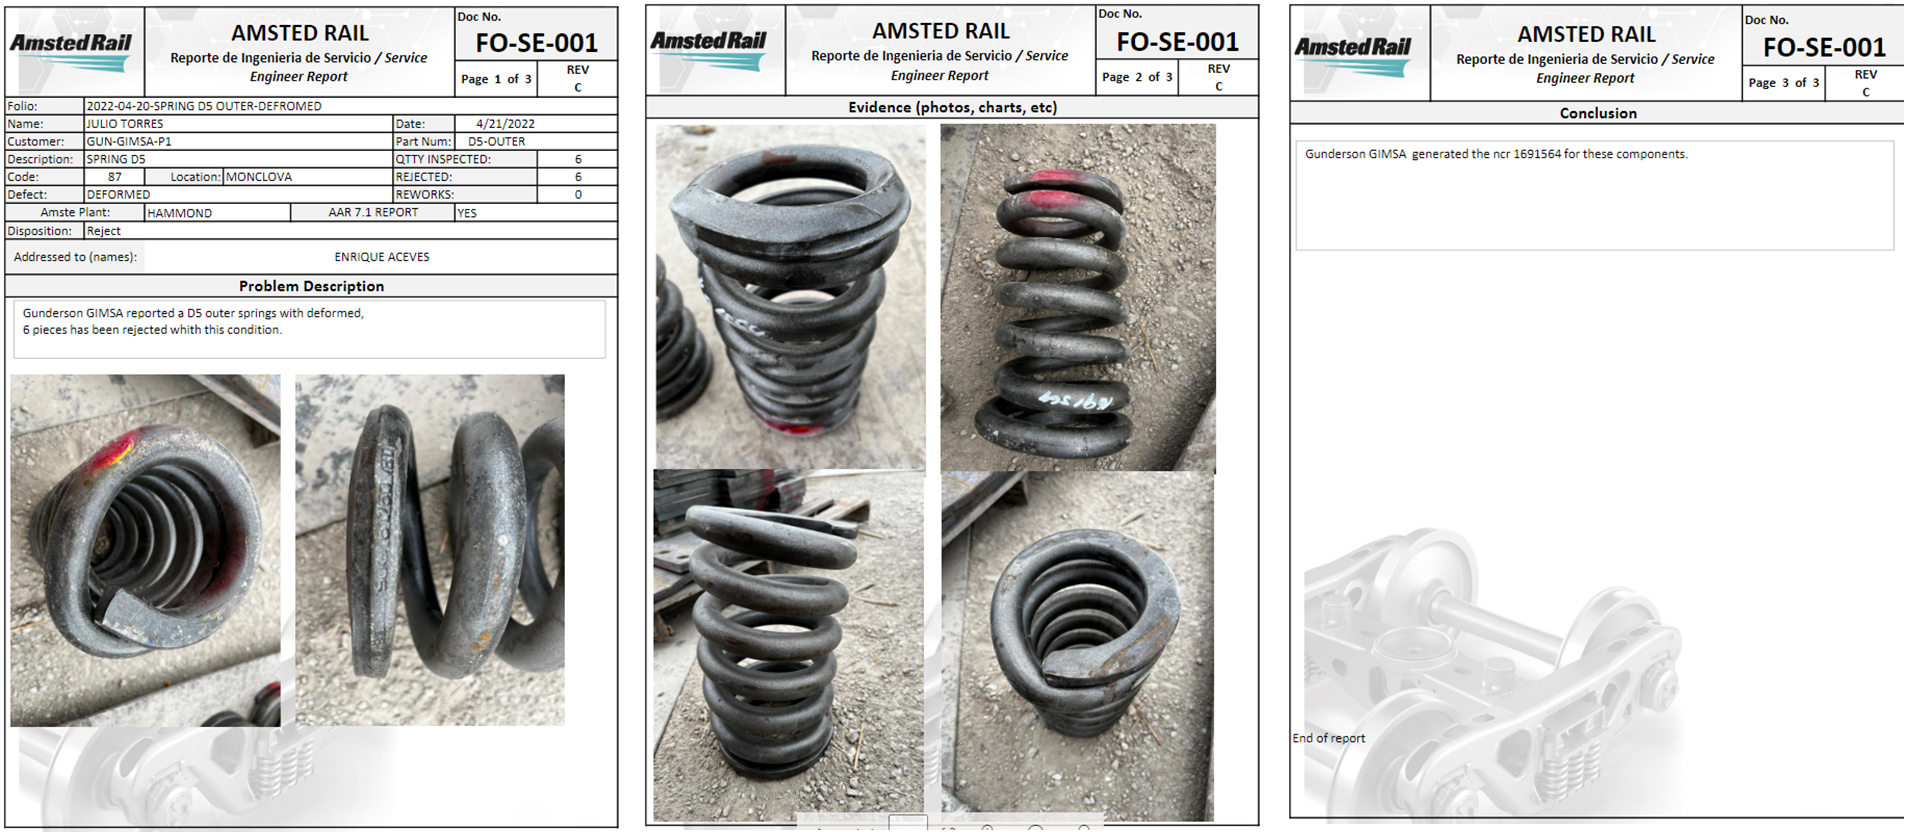 Amsted Rail
AMSTED RAIL
Reporte de Ingenieria de Servicio / Service
Engineer Report
Doc No.
FO-SE-001
Page 1 of 3
REV
C
Folio: 2022-04-20-SPRING D5 OUTER-DEFROMED
Name: JULIO TORRES Date: 4/21/2022
Customer: GUN-GIMSA-P1 Part Num: D5-OUTER
Description: SPRING D5 QTTY INSPECTED: 6
Code: 87 Location: MONCLOVA REJECTED: 6
Defect: DEFORMED REWORKS: 0
Amste Plant: HAMMOND AAR 7.1 REPORT YES
Disposition: Reject
Addressed to (names): ENRIQUE ACEVES
Problem Description
Gunderson GIMSA reported a D5 outer springs with deformed,
6 pieces has been rejected whith this condition.
Amsted Rail
AMSTED RAIL
Reporte de Ingenieria de Servicio / Service
Engineer Report
Doc No.
FO-SE-001
Page 2 of 3
REV
C
Evidence (photos, charts, etc)
1691564
Amsted Rail
AMSTED RAIL
Reporte de Ingenieria de Servicio / Service
Engineer Report
Doc No.
FO-SE-001
Page 3 of 3
REV
C
Conclusion
Gunderson GIMSA generated the ncr 1691564 for these components.
End of report